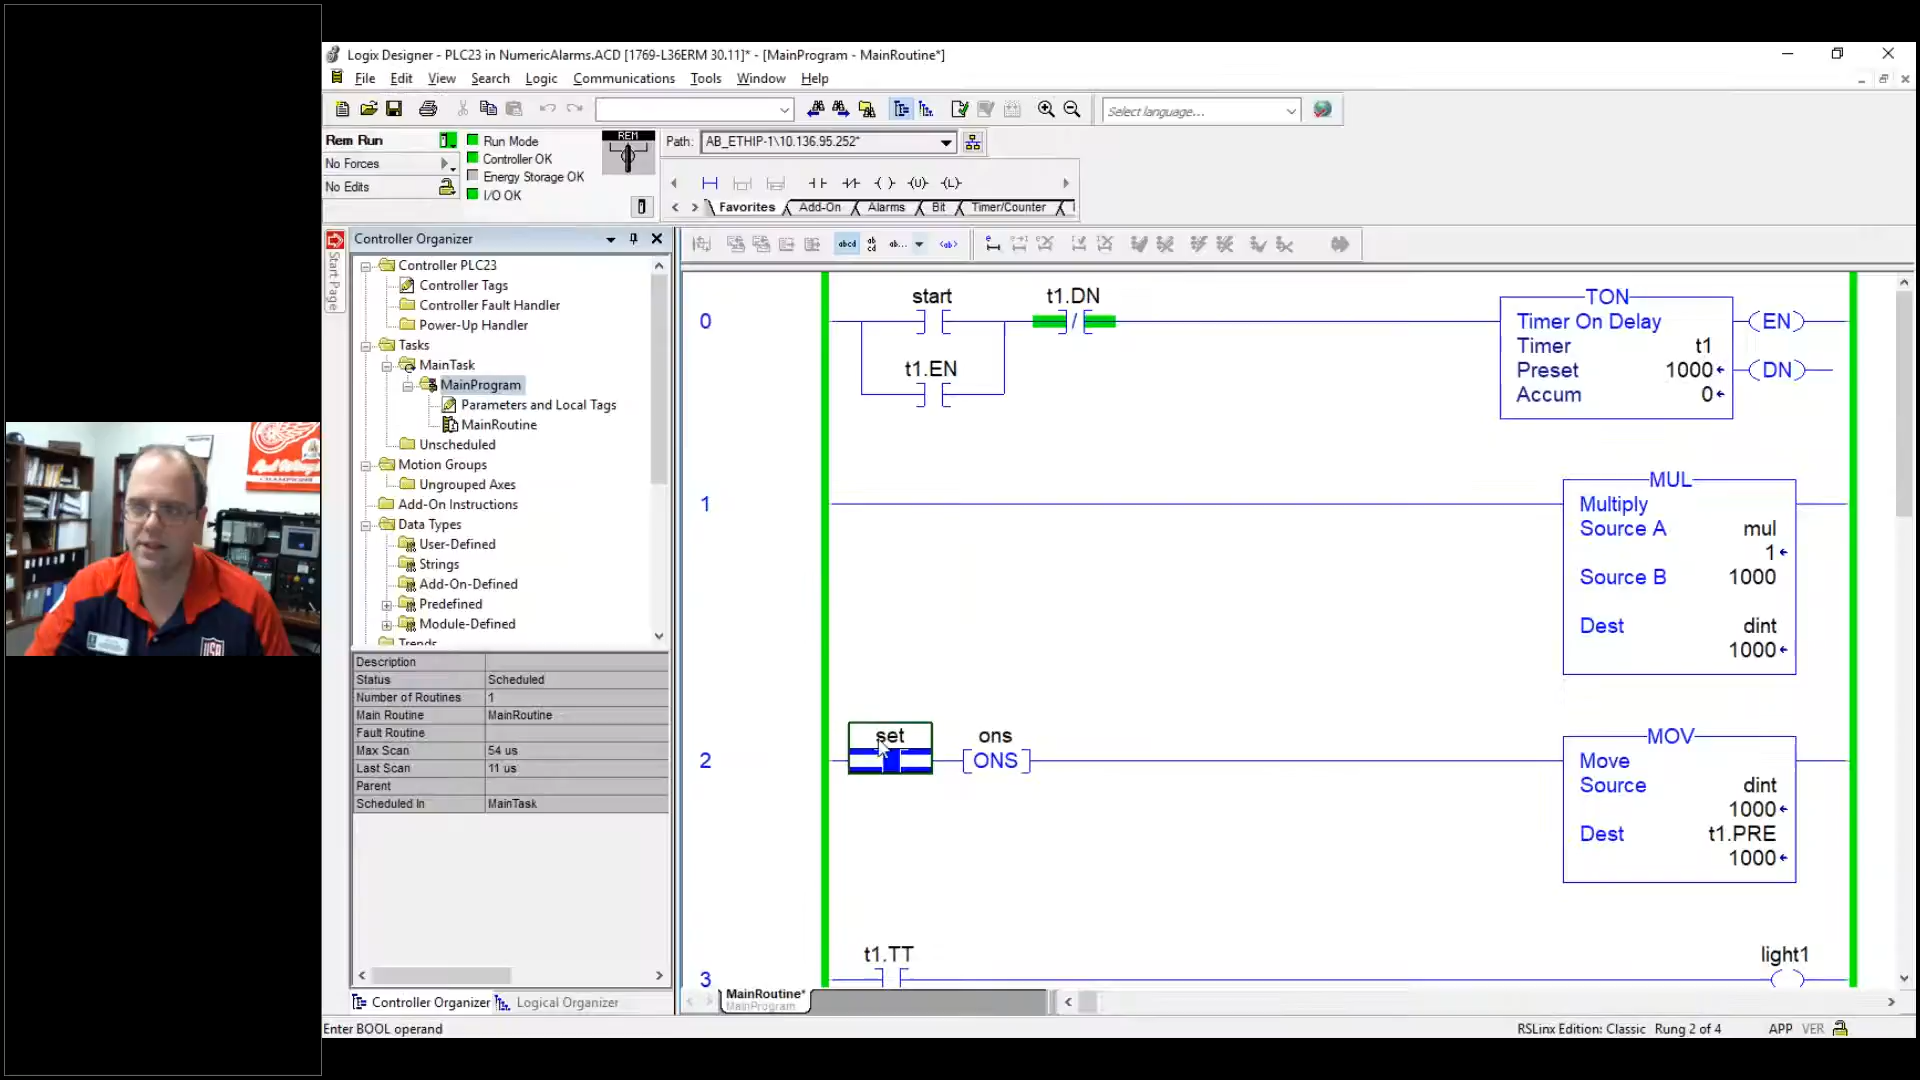 Logix Designer - PLC23 in NumericAlarms.ACD [1769-L36ERM 30.11]* - [MainProgram - MainRoutine*]
File Edit View Search Logic Communications Tools Window Help
Select language...
Rem Run
No Forces
No Edits
Run Mode
Controller OK
Energy Storage OK
I/O OK
REM
Path: AB_ETHIP-1\10.136.95.252*
Favorites Add-On Alarms Bit Timer/Counter
Start Page
Controller Organizer
Controller PLC23
Controller Tags
Controller Fault Handler
Power-Up Handler
Tasks
MainTask
MainProgram
Parameters and Local Tags
MainRoutine
Unscheduled
Motion Groups
Ungrouped Axes
Add-On Instructions
Data Types
User-Defined
Strings
Add-On-Defined
Predefined
Module-Defined
Trends
Description
Status Scheduled
Number of Routines 1
Main Routine MainRoutine
Fault Routine
Max Scan 54 us
Last Scan 11 us
Parent
Scheduled In MainTask
Controller Organizer Logical Organizer
0
start
t1.DN
t1.EN
TON
Timer On Delay
Timer t1
Preset 1000
Accum 0
EN
DN
1
MUL
Multiply
Source A mul
1
Source B 1000
Dest dint
1000
2
set
ons
ONS
MOV
Move
Source dint
1000
Dest t1.PRE
1000
3
t1.TT
light1
MainRoutine*
MainProgram
Enter BOOL operand
RSLinx Edition: Classic Rung 2 of 4 APP VER
USA